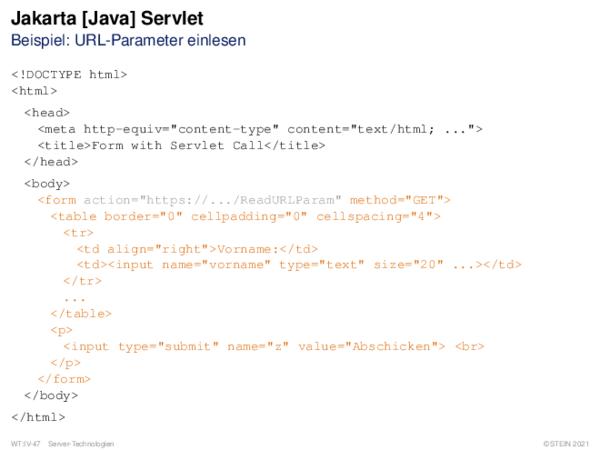 Jakarta [Java] Servlet
Beispiel: URL-Parameter einlesen
<!DOCTYPE html>
<html>
<head>
<meta http-equiv="content-type" content="text/html; ...">
<title>Form with Servlet Call</title>
</head>
<body>
<form action="https://.../ReadURLParam" method="GET">
<table border="0" cellpadding="0" cellspacing="4">
<tr>
<td align="right">Vorname:</td>
<td><input name="vorname" type="text" size="20" ...></td>
</tr>
...
</table>
<p>
<input type="submit" name="z" value="Abschicken"> <br>
</p>
</form>
</body>
</html>
WT:IV-47 Server-Technologien ©STEIN 2021